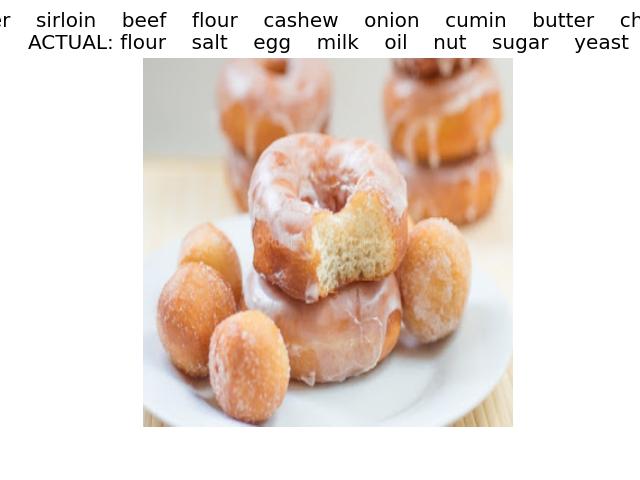 sirloin beef flour cashew onion cumin butter
ACTUAL: flour salt egg milk oil nut sugar yeast